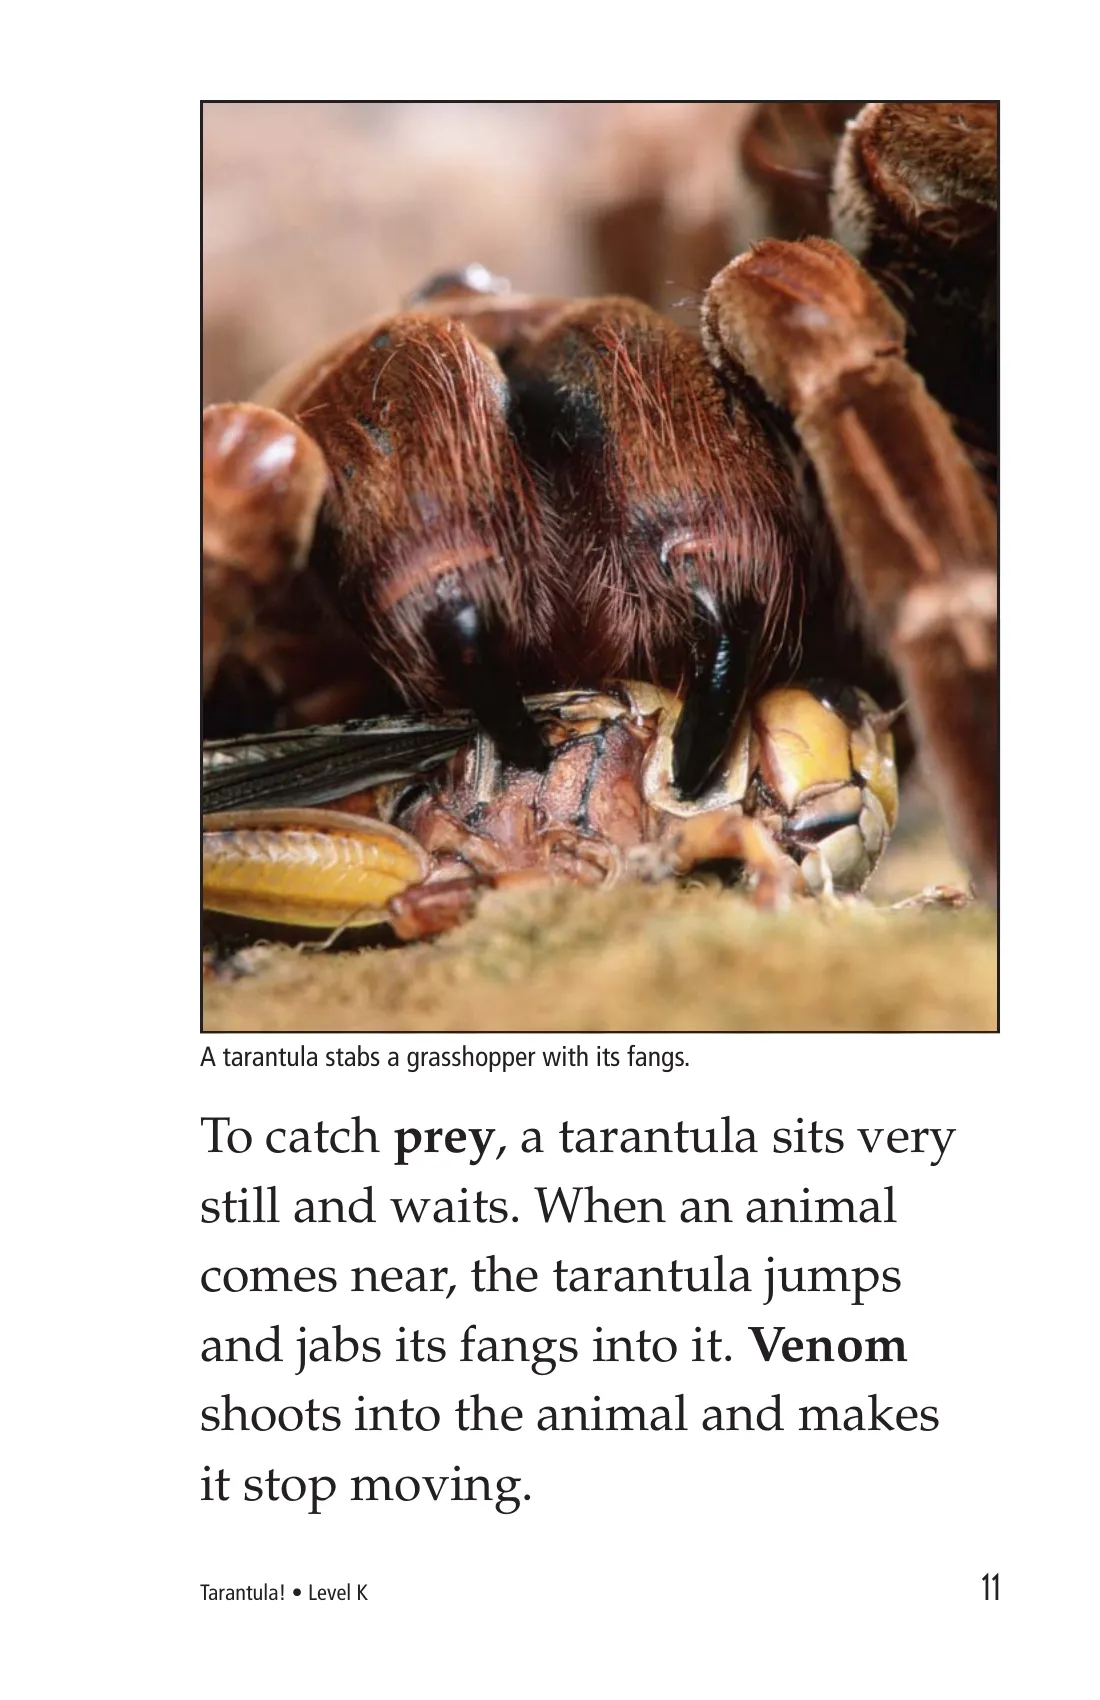 A tarantula stabs a grasshopper with its fangs.
To catch prey, a tarantula sits very
still and waits. When an animal
comes near, the tarantula jumps
and jabs its fangs into it. Venom
shoots into the animal and makes
it stop moving.
Tarantula! • Level K
11